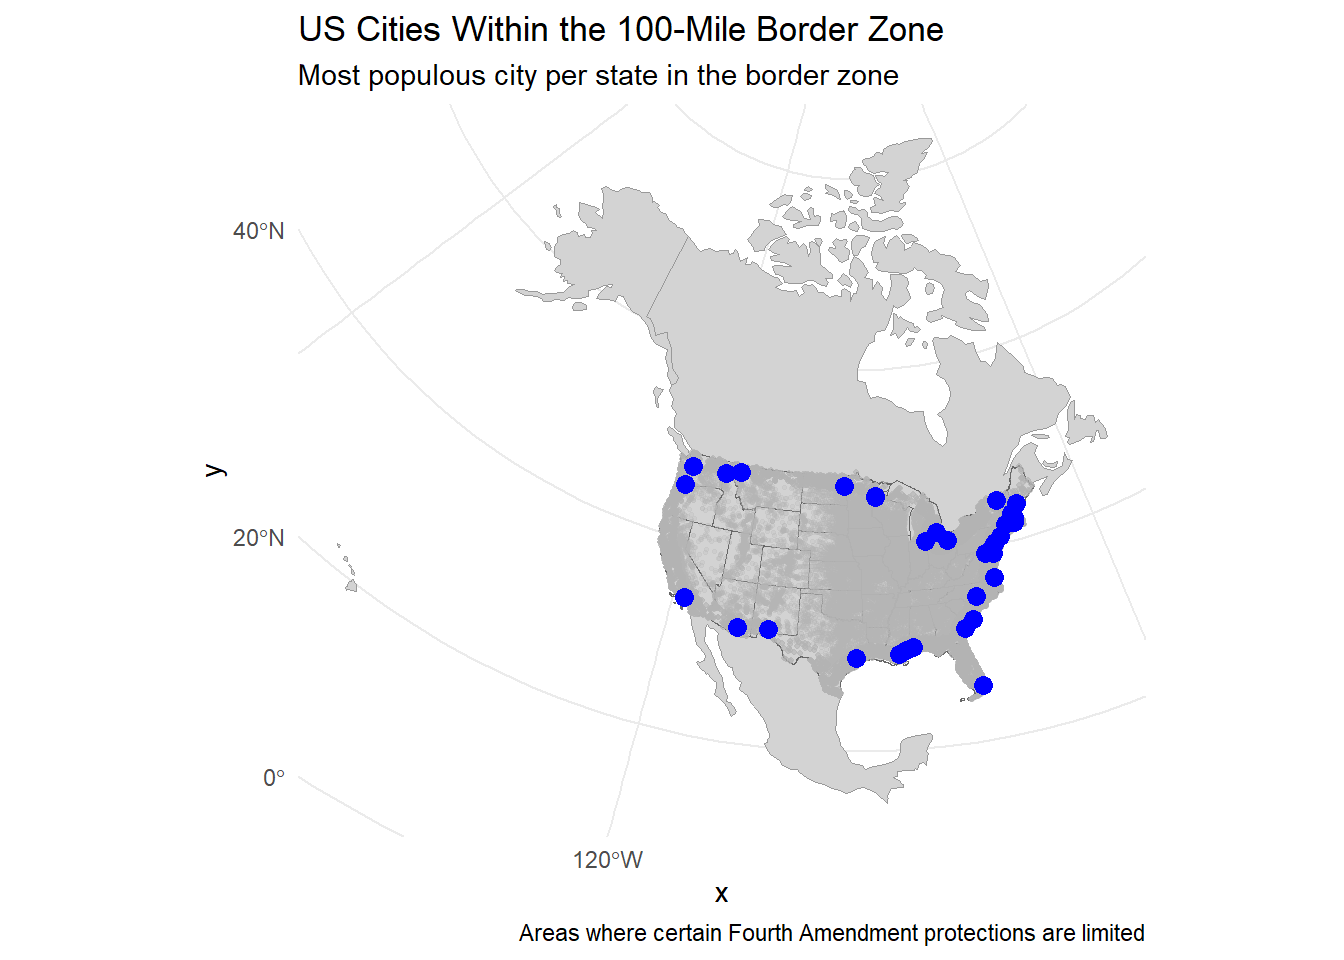 US Cities Within the 100-Mile Border Zone
Most populous city per state in the border zone
40°N
20°N
0°
y
120°W
x
Areas where certain Fourth Amendment protections are limited